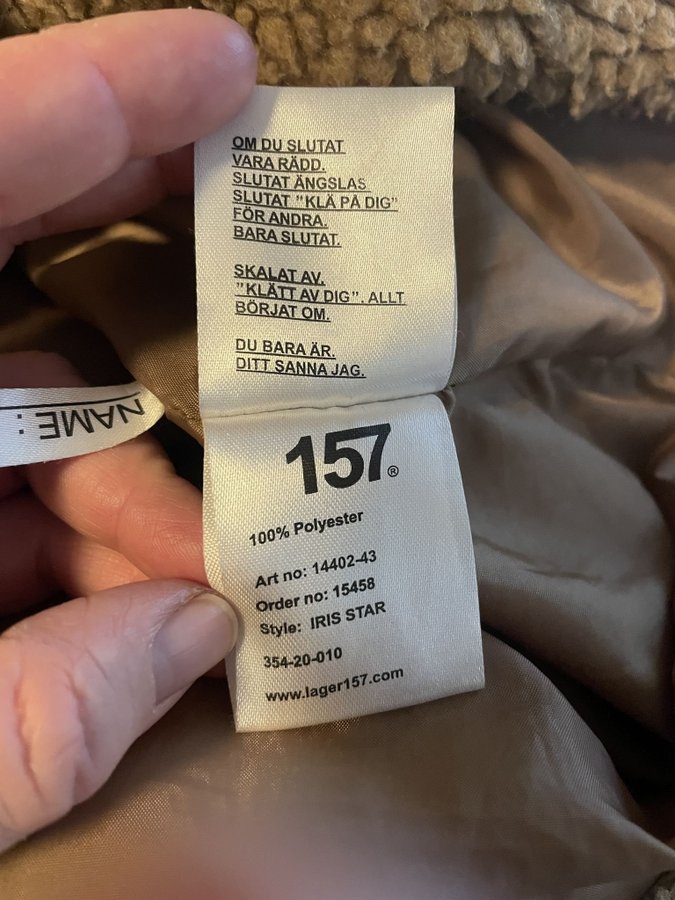 OM DU SLUTAT
VARA RÄDD.
SLUTAT ÄNGSLAS
SLUTAT "KLÄ PÅ DIG"
FÖR ANDRA.
BARA SLUTAT.
SKALAT AV.
"KLÄTT AV DIG". ALLT
BÖRJAT OM.
DU BARA ÄR.
DITT SANNA JAG.
NAME:
157®
100% Polyester
Art no: 14402-43
Order no: 15458
Style: IRIS STAR
354-20-010
www.lager157.com